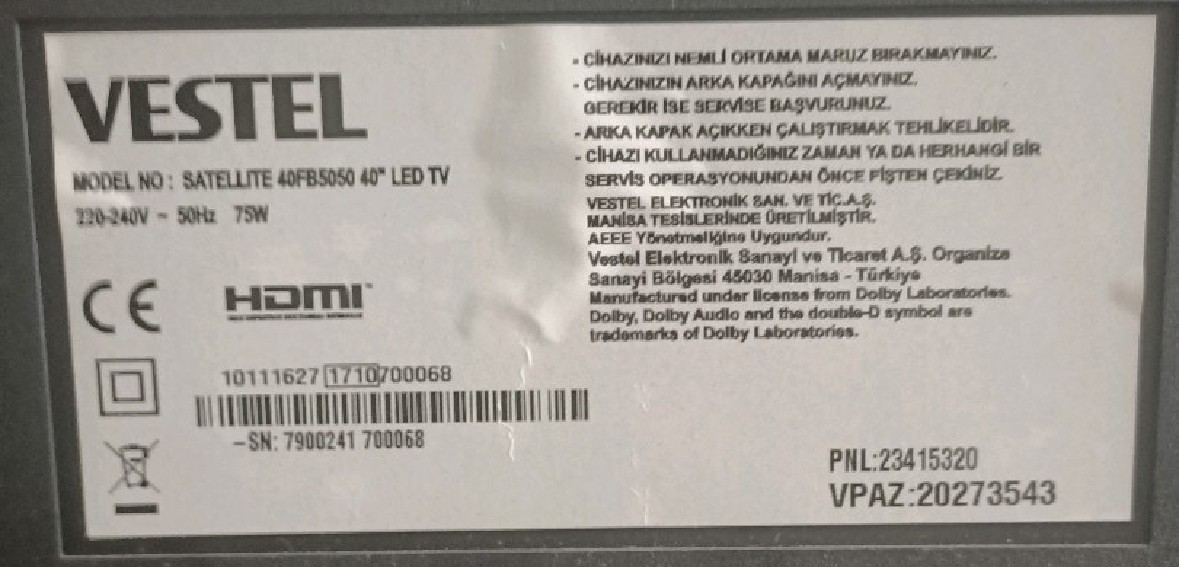 VESTEL
MODEL NO : SATELLITE 40FB5050 40" LED TV
220-240V ~ 50Hz 75W
CE
HDMI
10111627 1710 700068
-SN: 7900241 700068
- CİHAZINIZI NEMLİ ORTAMA MARUZ BIRAKMAYINIZ.
- CİHAZINIZIN ARKA KAPAĞINI AÇMAYINIZ.
GEREKİR İSE SERVİSE BAŞVURUNUZ.
- ARKA KAPAK AÇIKKEN ÇALIŞTIRMAK TEHLİKELİDİR.
- CİHAZI KULLANMADIĞINIZ ZAMAN YA DA HERHANGİ BİR
SERVİS OPERASYONUNDAN ÖNCE FİŞTEN ÇEKİNİZ.
VESTEL ELEKTRONİK SAN. VE TİC.A.Ş.
MANİSA TESİSLERİNDE ÜRETİLMİŞTİR.
AEEE Yönetmeliğine Uygundur.
Vestel Elektronik Sanayi ve Ticaret A.Ş. Organize
Sanayi Bölgesi 45030 Manisa - Türkiye
Manufactured under license from Dolby Laboratories.
Dolby, Dolby Audio and the double-D symbol are
trademarks of Dolby Laboratories.
PNL:23415320
VPAZ:20273543